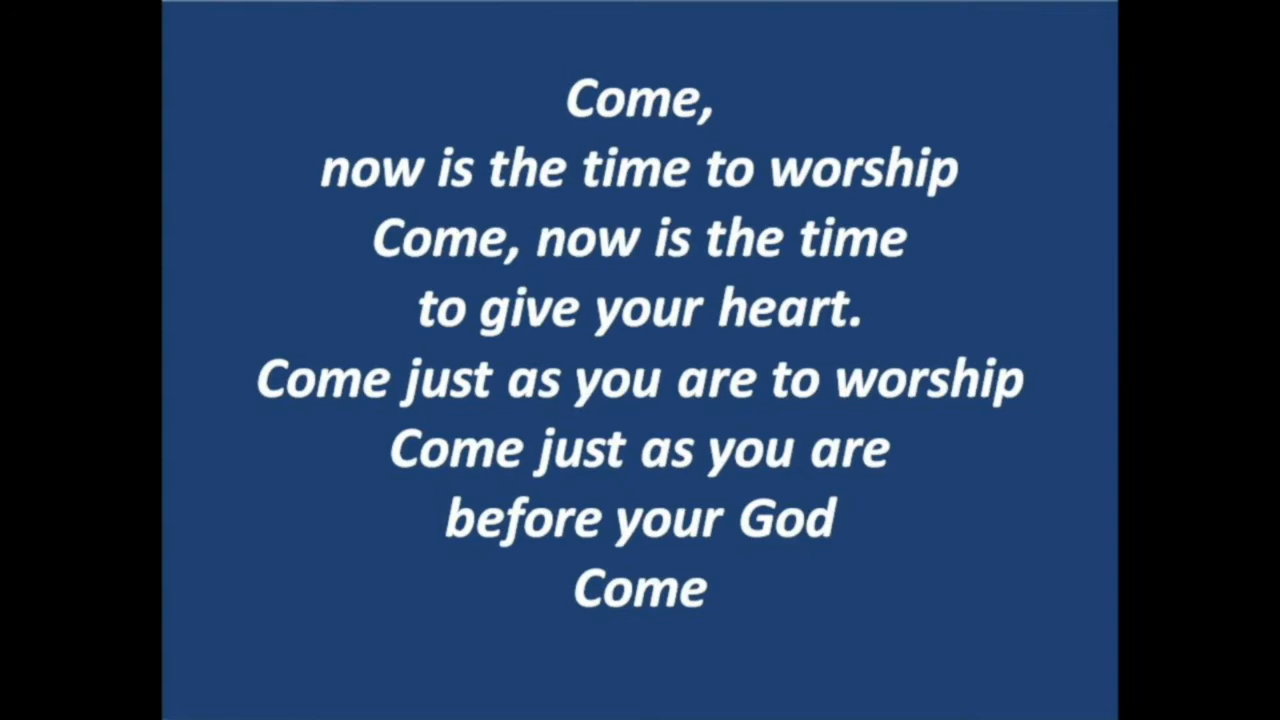 Come,
now is the time to worship
Come, now is the time
to give your heart.
Come just as you are to worship
Come just as you are
before your God
Come